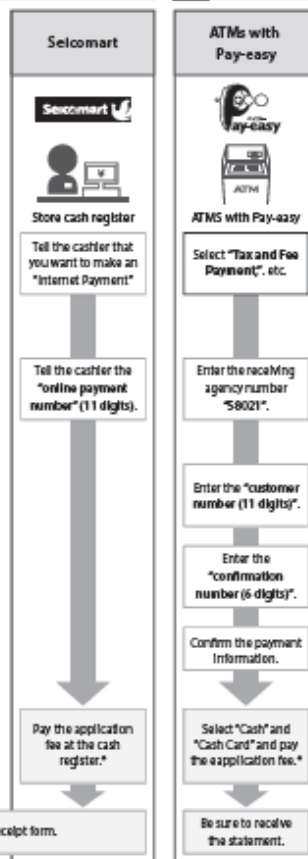 Seicomart
Seicomart
¥
Store cash register
Tell the cashier that
you want to make an
"Internet Payment"
Tell the cashier the
"online payment
number" (11 digits).
Pay the application
fee at the cash
register.*
ceipt form.
ATMs with
Pay-easy
Pay-easy
ATM
ATMS with Pay-easy
Select "Tax and Fee
Payment,". etc.
Enter the receiving
agency number
"58021".
Enter the "customer
number (11 digits)".
Enter the
"confirmation
number (6 digits)".
Confirm the payment
Information.
Select "Cash" and
"Cash Card" and pay
the eapplication fee.*
Be sure to receive
the statement.